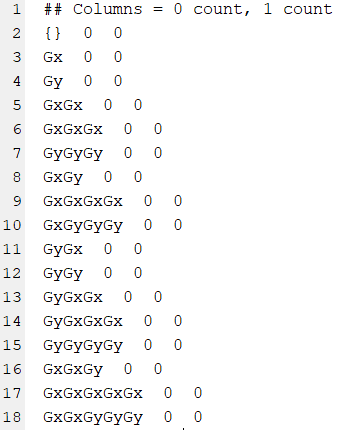 1 ## Columns = 0 count, 1 count
2 {} 0 0
3 Gx 0 0
4 Gy 0 0
5 GxGx 0 0
6 GxGxGx 0 0
7 GyGyGy 0 0
8 GxGy 0 0
9 GxGxGxGx 0 0
10 GxGyGyGy 0 0
11 GyGx 0 0
12 GyGy 0 0
13 GyGxGx 0 0
14 GyGxGxGx 0 0
15 GyGyGyGy 0 0
16 GxGxGy 0 0
17 GxGxGxGxGx 0 0
18 GxGxGyGyGy 0 0